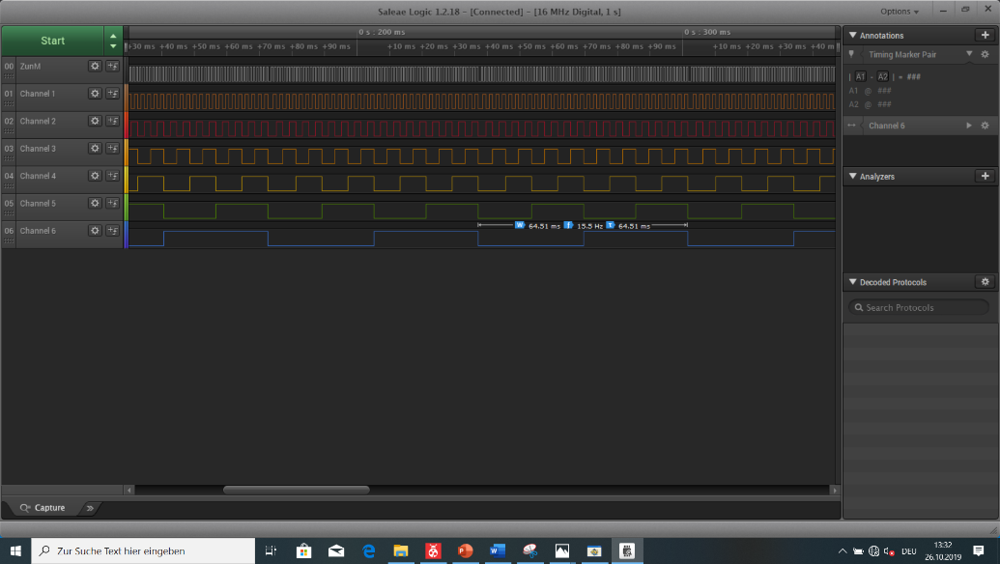 Saleae Logic 1.2.18 - [Connected] - [16 MHz Digital, 1 s]
Options
Start
0 s : 200 ms
0 s : 300 ms
+30 ms +40 ms +50 ms +60 ms +70 ms +80 ms +90 ms +10 ms +20 ms +30 ms +40 ms +50 ms +60 ms +70 ms +80 ms +90 ms +10 ms +20 ms +30 ms +40 m
00 ZunM
01 Channel 1
02 Channel 2
03 Channel 3
04 Channel 4
05 Channel 5
06 Channel 6
W 64.51 ms f 15.5 Hz T 64.51 ms
Annotations
Timing Marker Pair
| A1 - A2 | = ###
A1 @ ###
A2 @ ###
Channel 6
Analyzers
Decoded Protocols
Search Protocols
Capture
Zur Suche Text hier eingeben
DEU
13:32
26.10.2019